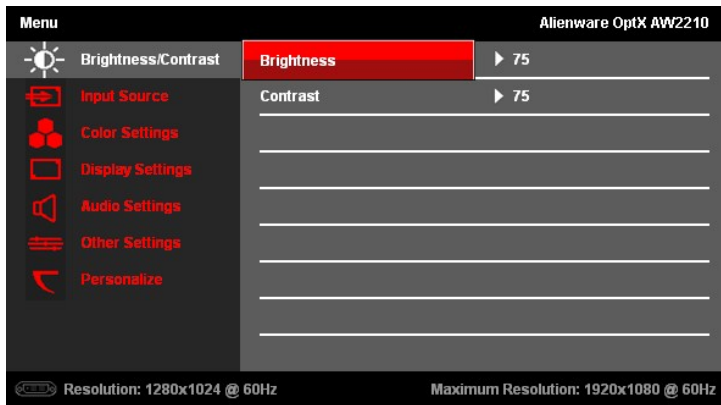 Menu Alienware OptX AW2210
Brightness/Contrast Brightness 75
Input Source Contrast 75
Color Settings
Display Settings
Audio Settings
Other Settings
Personalize
Resolution: 1280x1024 @ 60Hz Maximum Resolution: 1920x1080 @ 60Hz